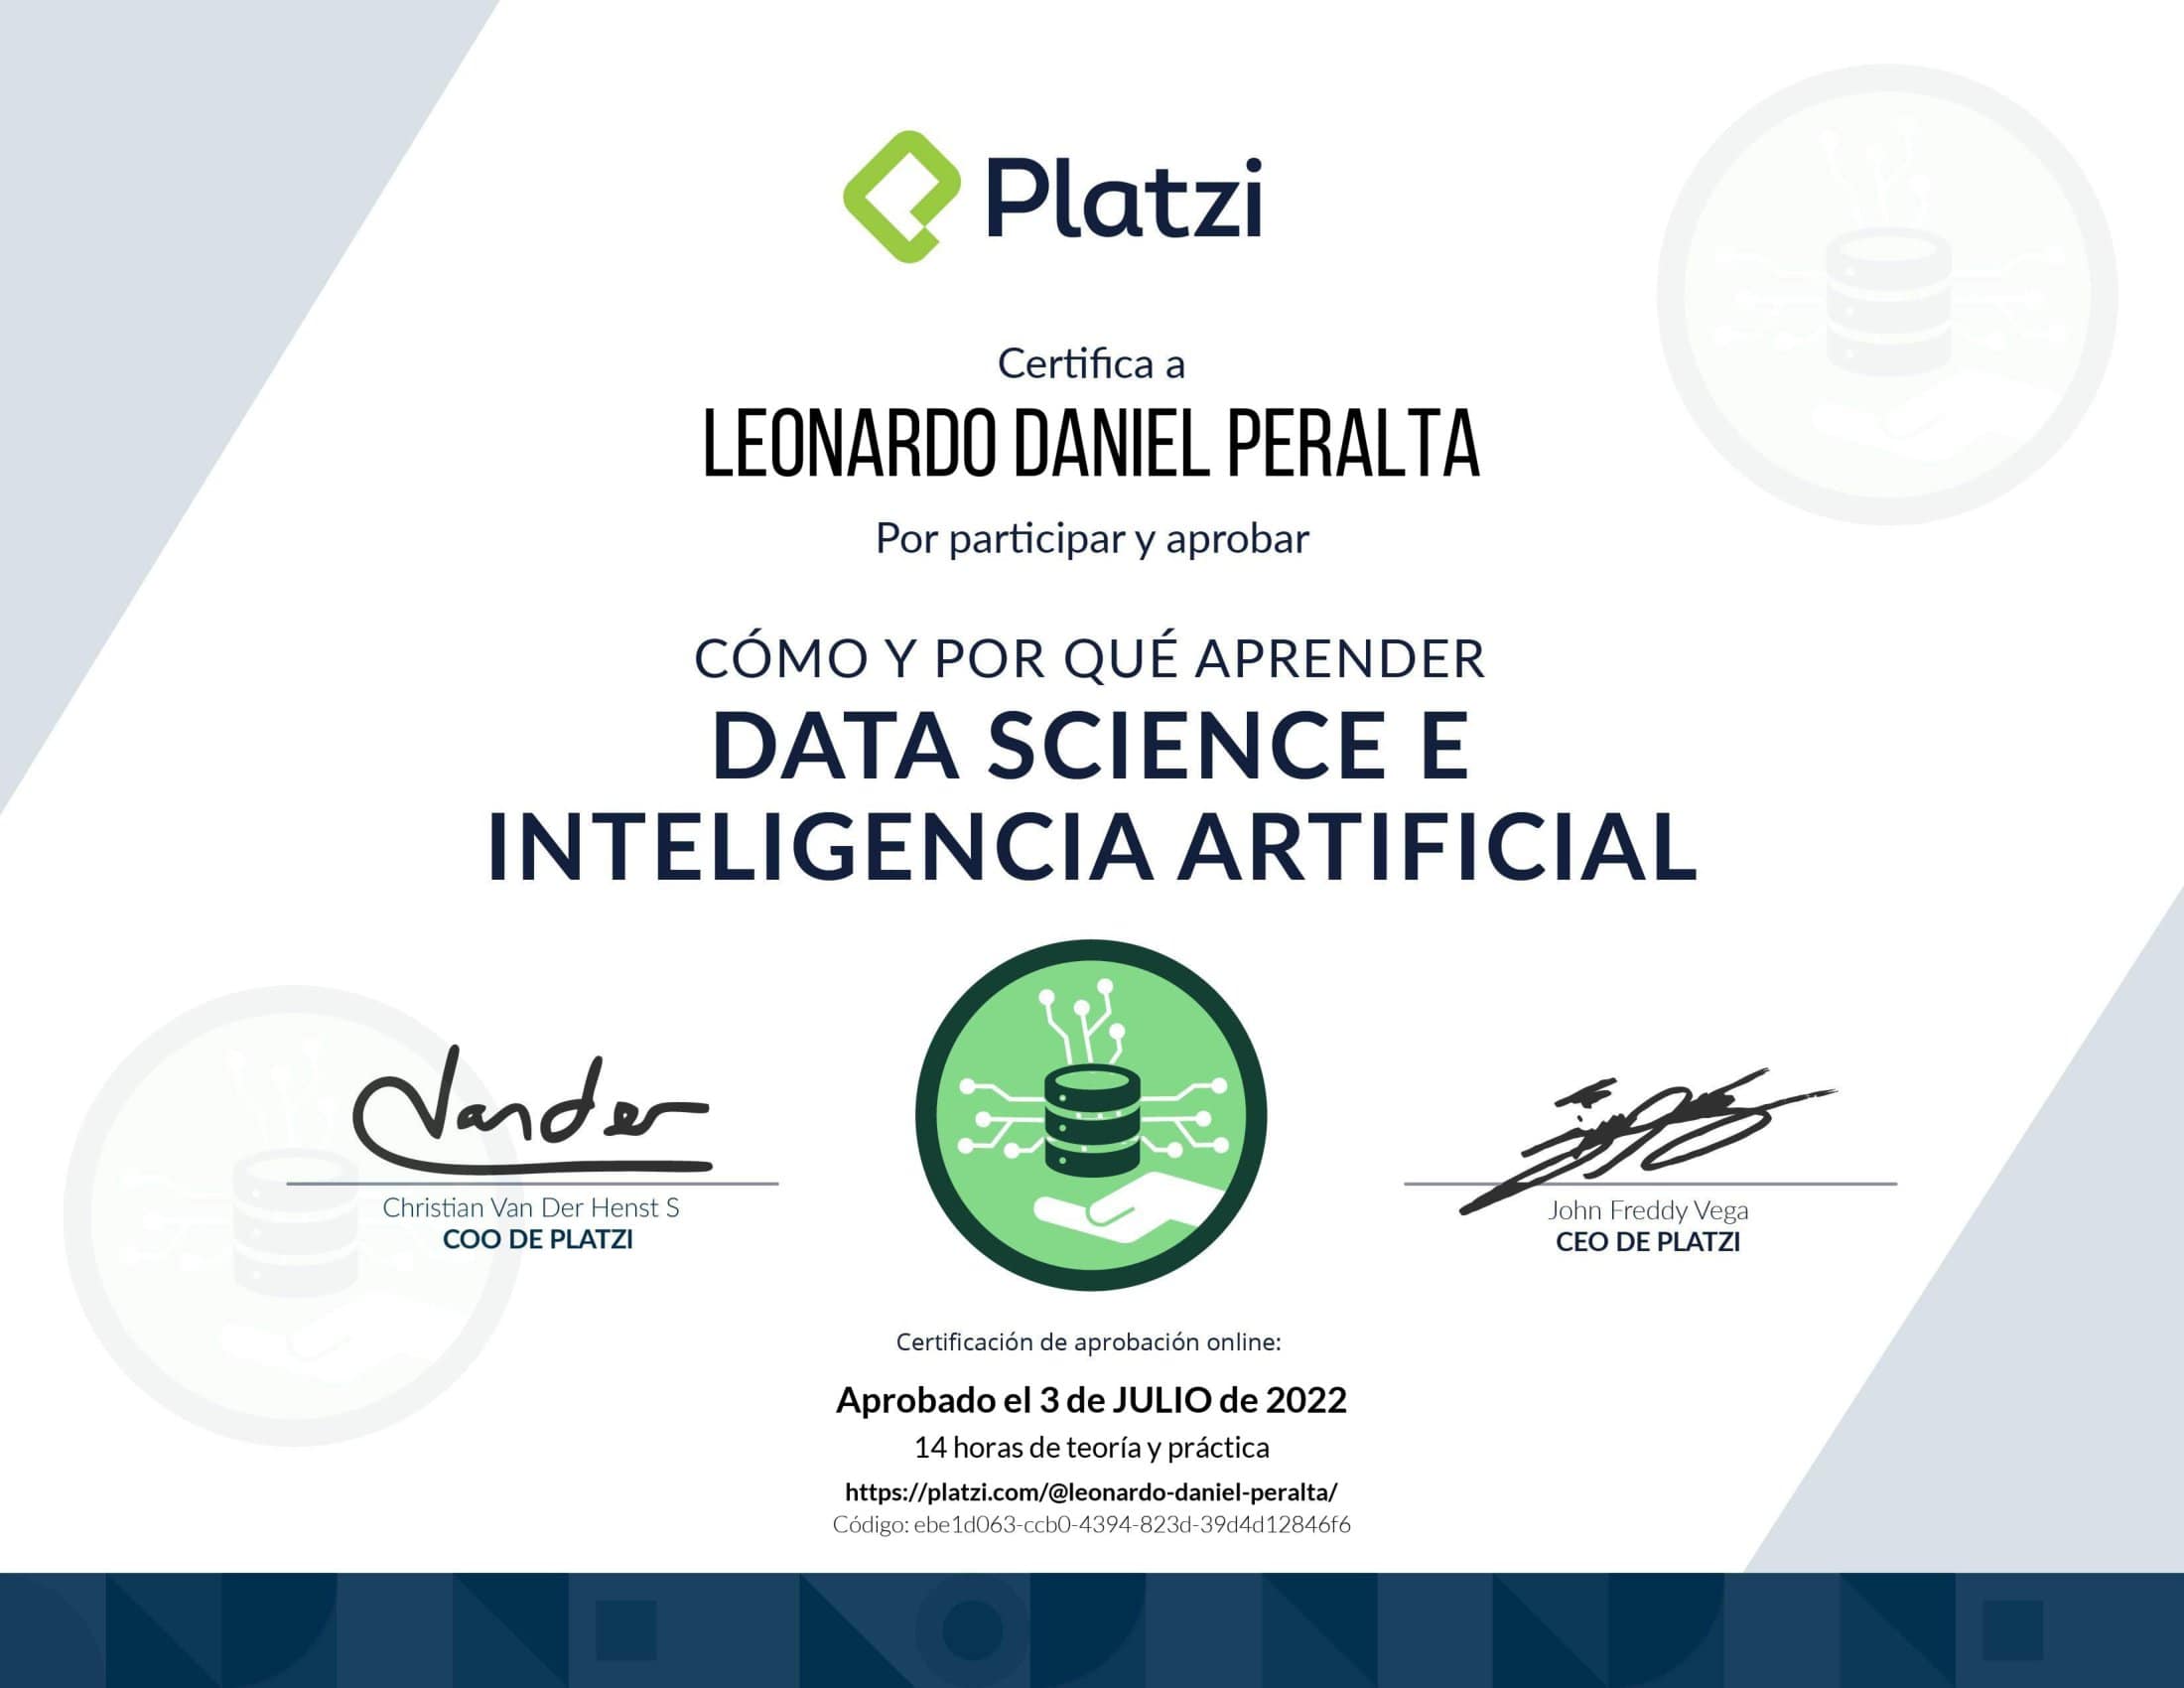 Platzi
Certifica a
LEONARDO DANIEL PERALTA
Por participar y aprobar
CÓMO Y POR QUÉ APRENDER
DATA SCIENCE E
INTELIGENCIA ARTIFICIAL
Vander
Christian Van Der Henst S
COO DE PLATZI
John Freddy Vega
CEO DE PLATZI
Certificación de aprobación online:
Aprobado el 3 de JULIO de 2022
14 horas de teoría y práctica
https://platzi.com/@leonardo-daniel-peralta/
Código: ebe1d063-ccb0-4394-823d-39d4d12846f6